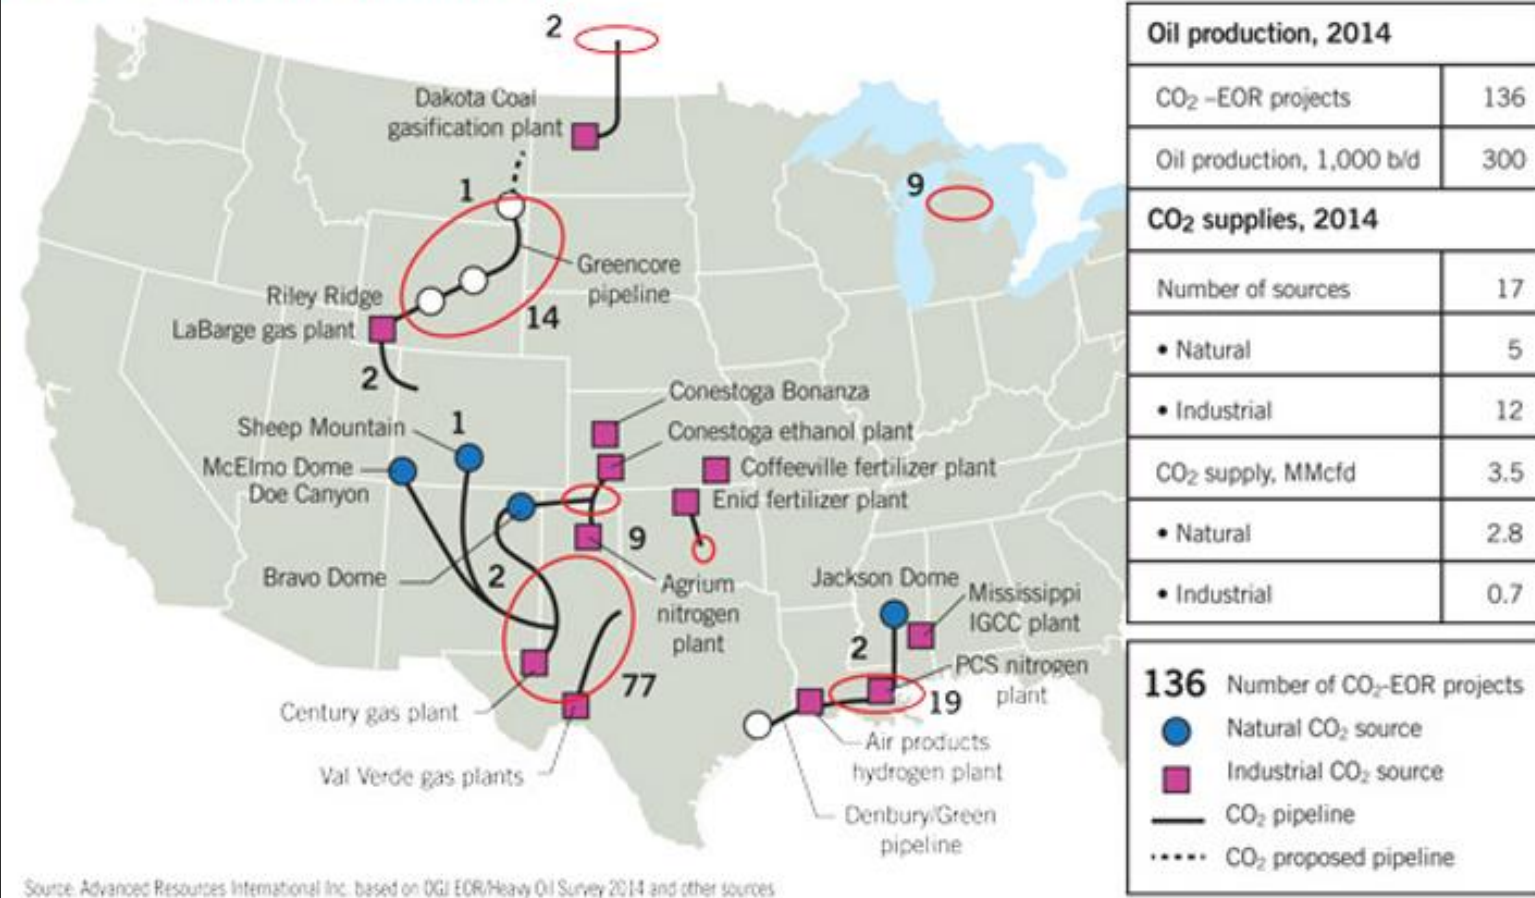 2
Dakota Coal
gasification plant
1
9
Greencore
pipeline
Riley Ridge
14
LaBarge gas plant
2
Conestoga Bonanza
Sheep Mountain
1
Conestoga ethanol plant
McElmo Dome
Doe Canyon
Coffeeville fertilizer plant
Enid fertilizer plant
9
Bravo Dome
2
Agrium
nitrogen
plant
Jackson Dome
Mississippi
IGCC plant
2
PCS nitrogen
plant
77
19
Century gas plant
Air products
hydrogen plant
Val Verde gas plants
Denbury/Green
pipeline
Source: Advanced Resources International Inc. based on OGJ EOR/Heavy Oil Survey 2014 and other sources
Oil production, 2014
CO₂ –EOR projects 136
Oil production, 1,000 b/d 300
CO₂ supplies, 2014
Number of sources 17
• Natural 5
• Industrial 12
CO₂ supply, MMcfd 3.5
• Natural 2.8
• Industrial 0.7
136 Number of CO₂-EOR projects
Natural CO₂ source
Industrial CO₂ source
CO₂ pipeline
CO₂ proposed pipeline